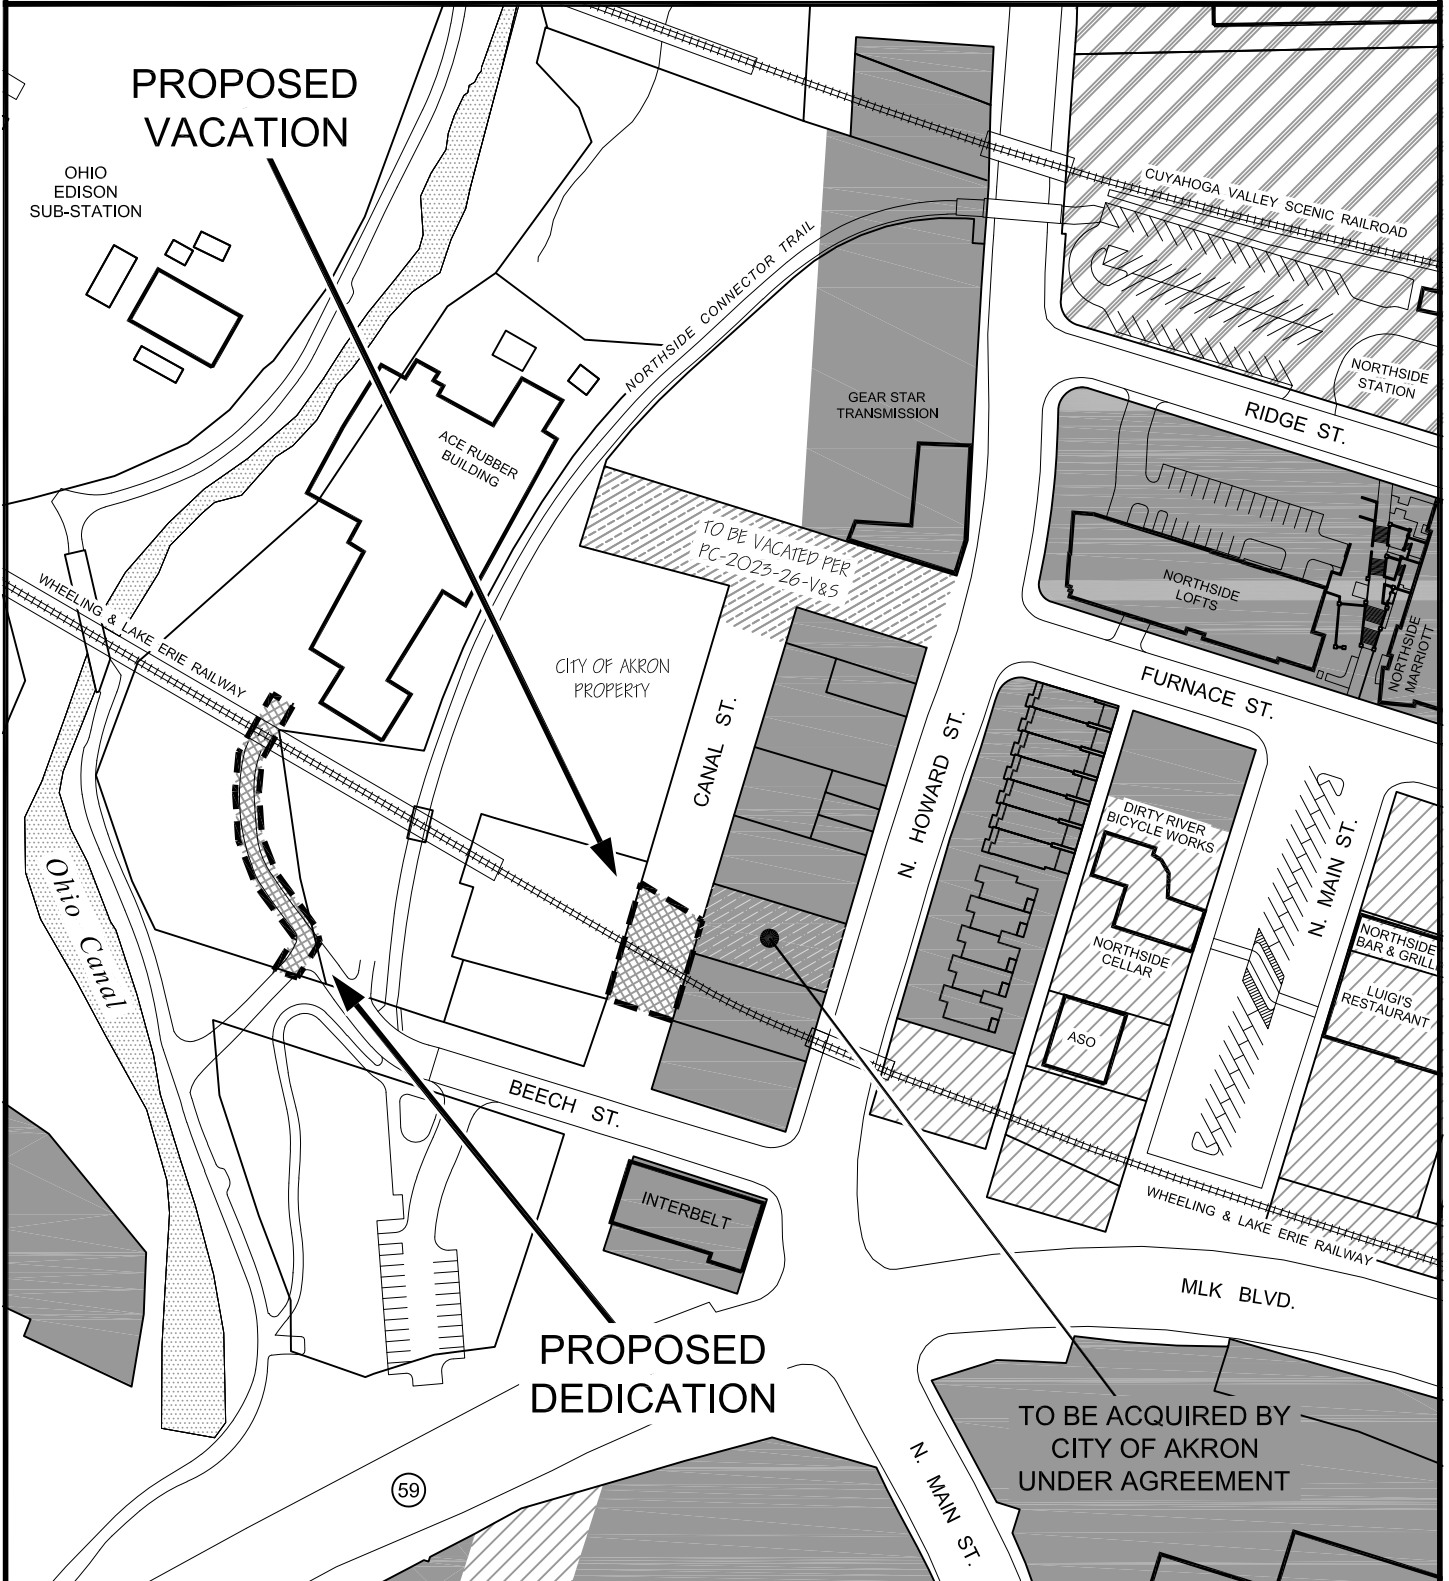 PROPOSED
VACATION
OHIO
EDISON
SUB-STATION
CUYAHOGA VALLEY SCENIC RAILROAD
NORTHSIDE CONNECTOR TRAIL
NORTHSIDE
STATION
GEAR STAR
TRANSMISSION
RIDGE ST.
ACE RUBBER
BUILDING
TO BE VACATED PER
PC-2023-26-V&S
NORTHSIDE
LOFTS
NORTHSIDE
MARRIOTT
WHEELING & LAKE ERIE RAILWAY
CITY OF AKRON
PROPERTY
FURNACE ST.
CANAL ST.
N. HOWARD ST.
DIRTY RIVER
BICYCLE WORKS
N. MAIN ST.
Ohio Canal
NORTHSIDE
CELLAR
NORTHSIDE
BAR & GRILL
LUIGI'S
RESTAURANT
ASO
BEECH ST.
INTERBELT
WHEELING & LAKE ERIE RAILWAY
MLK BLVD.
PROPOSED
DEDICATION
TO BE ACQUIRED BY
CITY OF AKRON
UNDER AGREEMENT
59
N. MAIN ST.